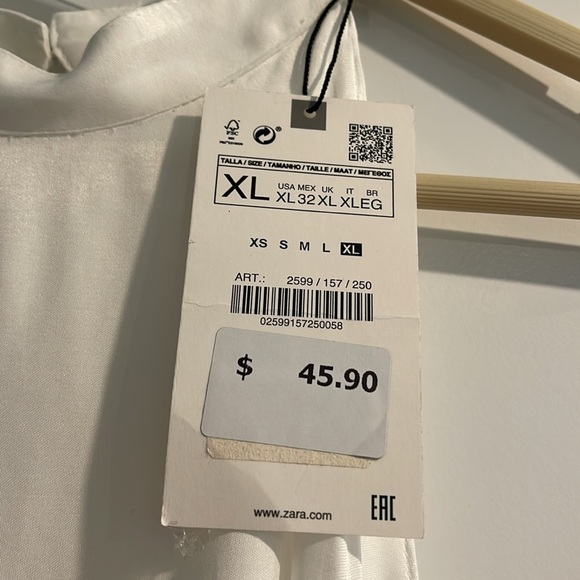 FSC
TALLA / SIZE / TAMANHO / TAILLE / MAAT / ΜΕΓΕΘΟΣ
XL USA MEX UK IT BR
XL 32 XL XL EG
XS S M L XL
ART.: 2599 / 157 / 250
02599157250058
$ 45.90
www.zara.com EAC